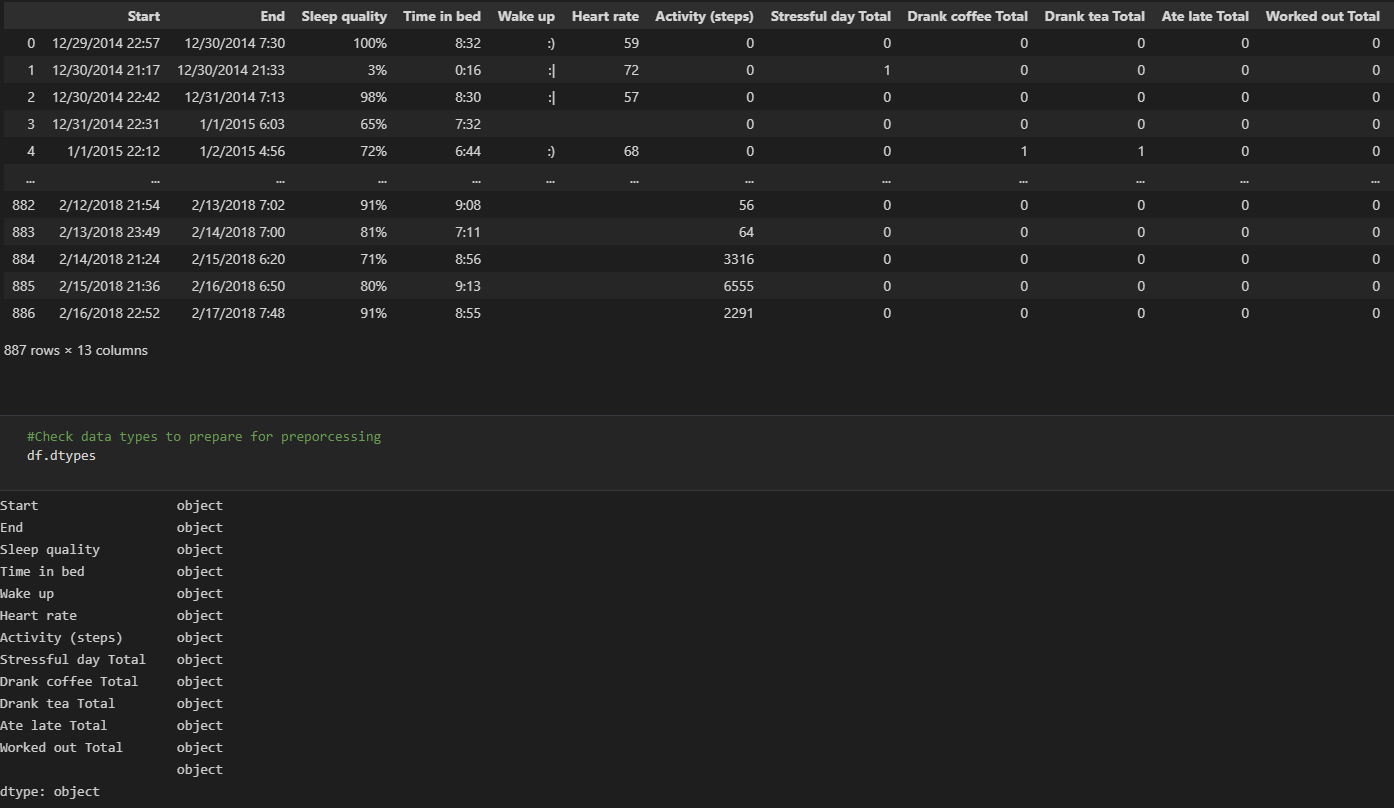 Start End Sleep quality Time in bed Wake up Heart rate Activity (steps) Stressful day Total Drank coffee Total Drank tea Total Ate late Total Worked out Total
0 12/29/2014 22:57 12/30/2014 7:30 100% 8:32 :) 59 0 0 0 0 0 0
1 12/30/2014 21:17 12/30/2014 21:33 3% 0:16 :| 72 0 1 0 0 0 0
2 12/30/2014 22:42 12/31/2014 7:13 98% 8:30 :| 57 0 0 0 0 0 0
3 12/31/2014 22:31 1/1/2015 6:03 65% 7:32 0 0 0 0 0 0
4 1/1/2015 22:12 1/2/2015 4:56 72% 6:44 :) 68 0 0 1 1 0 0
... ... ... ... ... ... ... ... ... ... ... ... ...
882 2/12/2018 21:54 2/13/2018 7:02 91% 9:08 56 0 0 0 0 0
883 2/13/2018 23:49 2/14/2018 7:00 81% 7:11 64 0 0 0 0 0
884 2/14/2018 21:24 2/15/2018 6:20 71% 8:56 3316 0 0 0 0 0
885 2/15/2018 21:36 2/16/2018 6:50 80% 9:13 6555 0 0 0 0 0
886 2/16/2018 22:52 2/17/2018 7:48 91% 8:55 2291 0 0 0 0 0
887 rows × 13 columns
#Check data types to prepare for preporcessing
df.dtypes
Start object
End object
Sleep quality object
Time in bed object
Wake up object
Heart rate object
Activity (steps) object
Stressful day Total object
Drank coffee Total object
Drank tea Total object
Ate late Total object
Worked out Total object
object
dtype: object